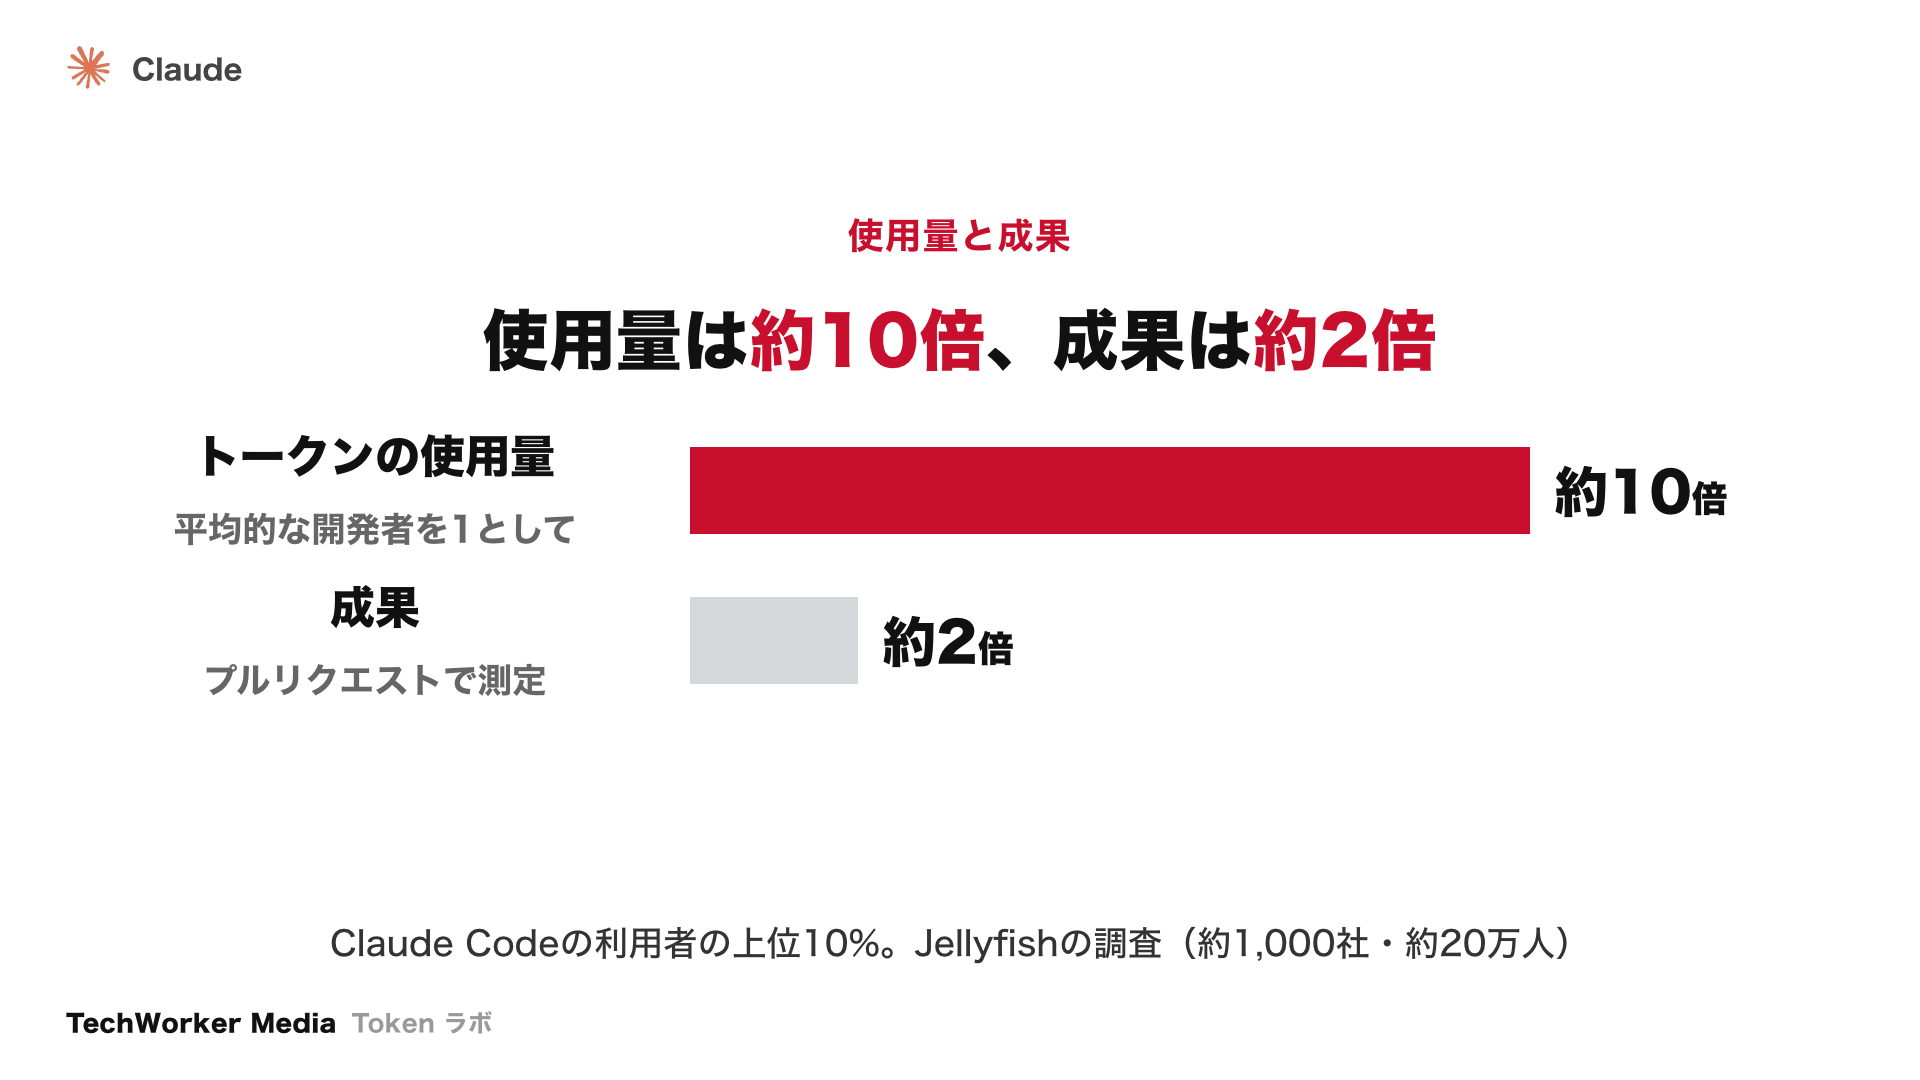 Claude
使用量と成果
使用量は約10倍、成果は約2倍
トークンの使用量
平均的な開発者を1として
約10倍
成果
プルリクエストで測定
約2倍
Claude Codeの利用者の上位10%。Jellyfishの調査（約1,000社・約20万人）
TechWorker Media Token ラボ